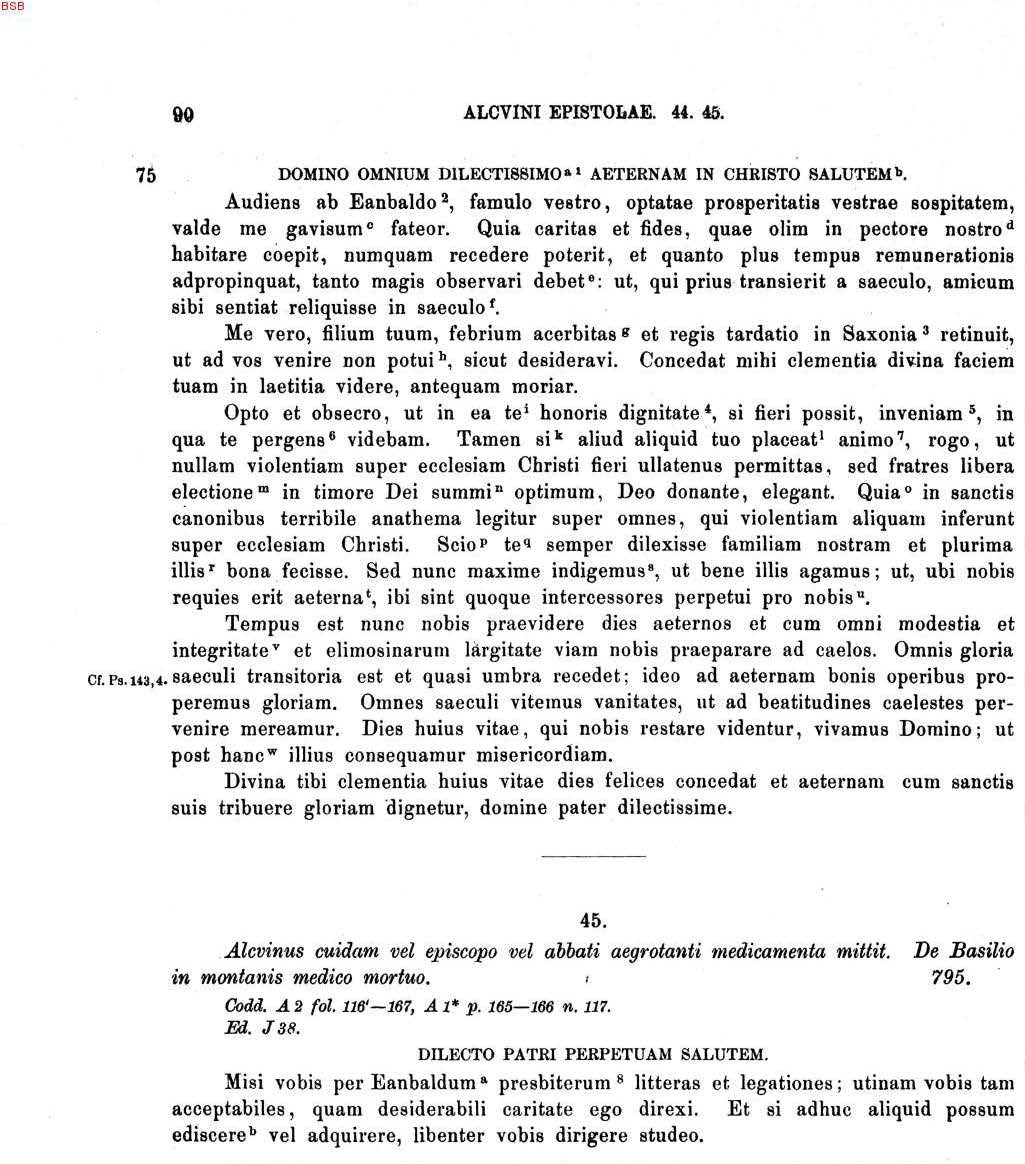 BSB
90 ALCVINI EPISTOLAE. 44. 45.
75 DOMINO OMNIUM DILECTISSIMO a 1 AETERNAM IN CHRISTO SALUTEM b.
Audiens ab Eanbaldo 2, famulo vestro, optatae prosperitatis vestrae sospitatem,
valde me gavisum c fateor. Quia caritas et fides, quae olim in pectore nostro d
habitare coepit, numquam recedere poterit, et quanto plus tempus remunerationis
adpropinquat, tanto magis observari debet e: ut, qui prius transierit a saeculo, amicum
sibi sentiat reliquisse in saeculo f.
Me vero, filium tuum, febrium acerbitas g et regis tardatio in Saxonia 3 retinuit,
ut ad vos venire non potui h, sicut desideravi. Concedat mihi clementia divina faciem
tuam in laetitia videre, antequam moriar.
Opto et obsecro, ut in ea te i honoris dignitate 4, si fieri possit, inveniam 5, in
qua te pergens 6 videbam. Tamen si k aliud aliquid tuo placeat l animo 7, rogo, ut
nullam violentiam super ecclesiam Christi fieri ullatenus permittas, sed fratres libera
electione m in timore Dei summi n optimum, Deo donante, elegant. Quia o in sanctis
canonibus terribile anathema legitur super omnes, qui violentiam aliquam inferunt
super ecclesiam Christi. Scio p te q semper dilexisse familiam nostram et plurima
illis r bona fecisse. Sed nunc maxime indigemus s, ut bene illis agamus; ut, ubi nobis
requies erit aeterna t, ibi sint quoque intercessores perpetui pro nobis u.
Tempus est nunc nobis praevidere dies aeternos et cum omni modestia et
integritate v et elimosinarum largitate viam nobis praeparare ad caelos. Omnis gloria
Cf. Ps. 143,4. saeculi transitoria est et quasi umbra recedet; ideo ad aeternam bonis operibus pro-
peremus gloriam. Omnes saeculi vitemus vanitates, ut ad beatitudines caelestes per-
venire mereamur. Dies huius vitae, qui nobis restare videntur, vivamus Domino; ut
post hanc w illius consequamur misericordiam.
Divina tibi clementia huius vitae dies felices concedat et aeternam cum sanctis
suis tribuere gloriam dignetur, domine pater dilectissime.
45.
Alcvinus cuidam vel episcopo vel abbati aegrotanti medicamenta mittit. De Basilio
in montanis medico mortuo. 795.
Codd. A 2 fol. 116'—167, A 1* p. 165—166 n. 117.
Ed. J 38.
DILECTO PATRI PERPETUAM SALUTEM.
Misi vobis per Eanbaldum a presbiterum 8 litteras et legationes; utinam vobis tam
acceptabiles, quam desiderabili caritate ego direxi. Et si adhuc aliquid possum
ediscere b vel adquirere, libenter vobis dirigere studeo.